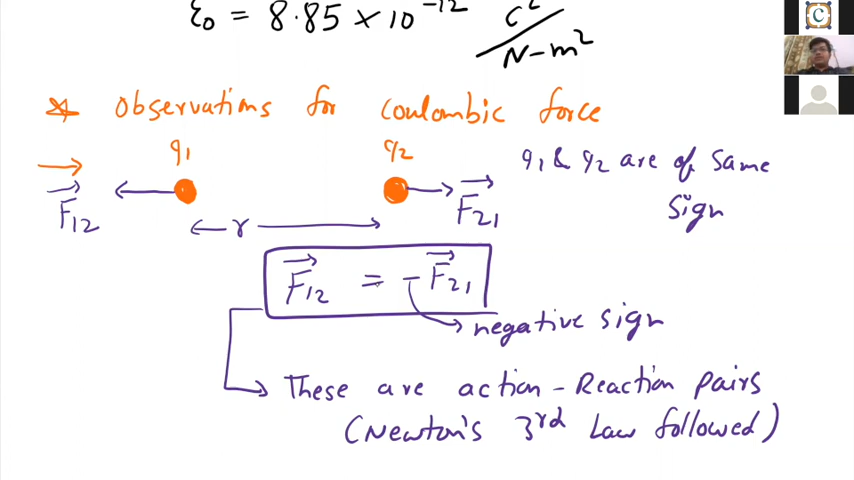 ε₀ = 8.85 × 10⁻¹² C²/N-m²
* Observations for coulombic force
q1 q2 q1 & q2 are of same
F12 F21 sign
r
F12 = - F21
negative sign
These are action - Reaction pairs
(Newton's 3rd Law followed)
C